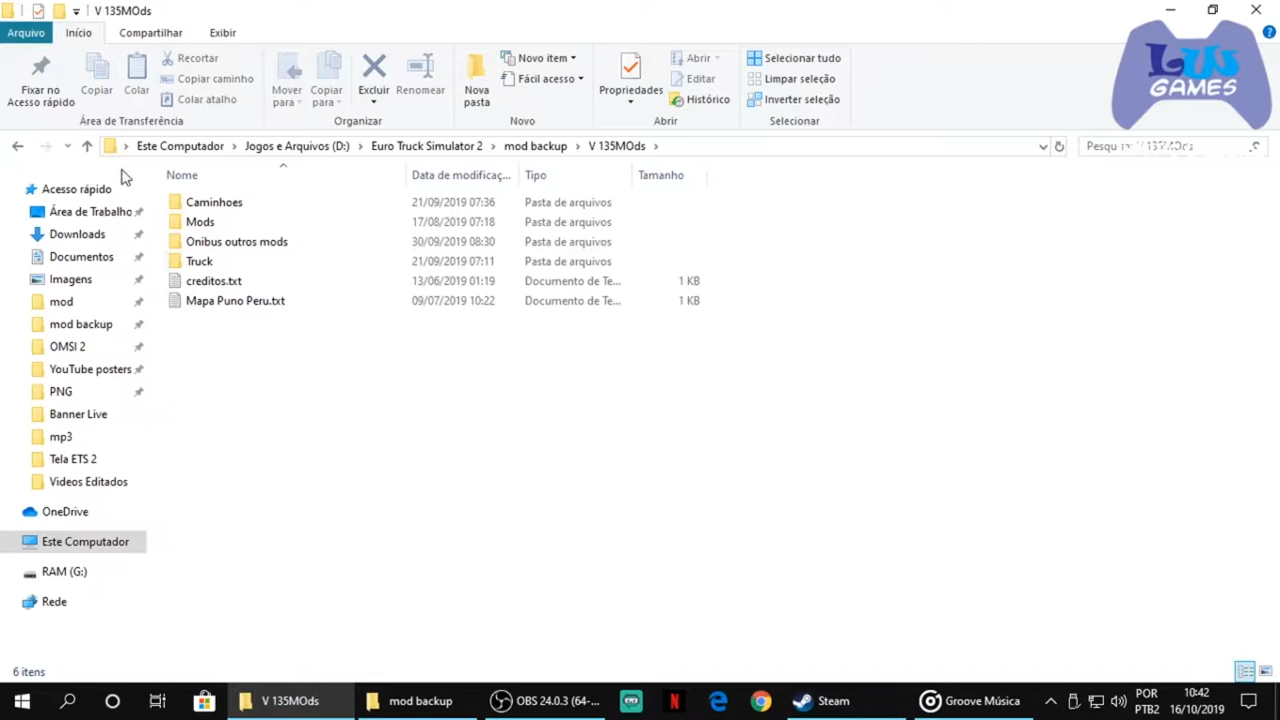 V 135MOds
Arquivo Início Compartilhar Exibir
Fixar no Acesso rápido
Copiar
Colar
Recortar
Copiar caminho
Colar atalho
Área de Transferência
Mover para
Copiar para
Excluir
Renomear
Organizar
Nova pasta
Novo item
Fácil acesso
Novo
Propriedades
Abrir
Editar
Histórico
Abrir
Selecionar tudo
Limpar seleção
Inverter seleção
Selecionar
LTUS
GAMES
Este Computador Jogos e Arquivos (D:) Euro Truck Simulator 2 mod backup V 135MOds
Nome Data de modificaç... Tipo Tamanho
Caminhoes 21/09/2019 07:36 Pasta de arquivos
Mods 17/08/2019 07:18 Pasta de arquivos
Onibus outros mods 30/09/2019 08:30 Pasta de arquivos
Truck 21/09/2019 07:11 Pasta de arquivos
creditos.txt 13/06/2019 01:19 Documento de Te... 1 KB
Mapa Puno Peru.txt 09/07/2019 10:22 Documento de Te... 1 KB
Acesso rápido
Área de Trabalho
Downloads
Documentos
Imagens
mod
mod backup
OMSI 2
YouTube posters
PNG
Banner Live
mp3
Tela ETS 2
Videos Editados
OneDrive
Este Computador
RAM (G:)
Rede
6 itens
V 135MOds mod backup OBS 24.0.3 (64-... Steam Groove Música
POR
PTB2
10:42
16/10/2019